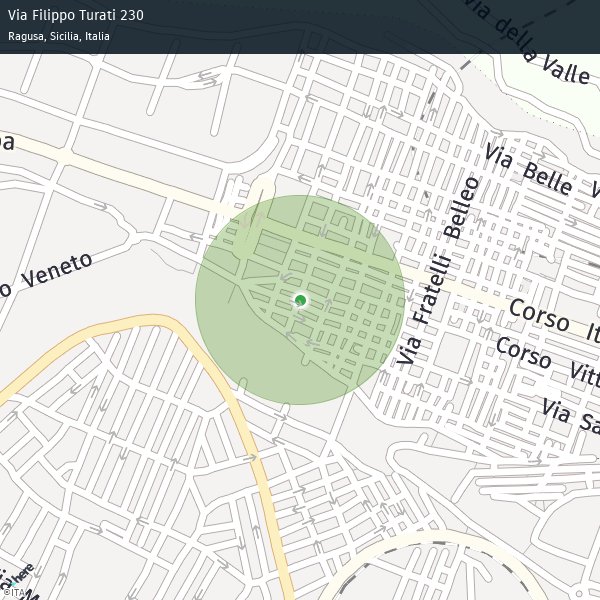 Via Filippo Turati 230
Ragusa, Sicilia, Italia
via della Valle
Via Belle
V
pa
Via Fratelli Belleo
o Veneto
Corso It
Corso Vitt
Via Sa
here
©ITA